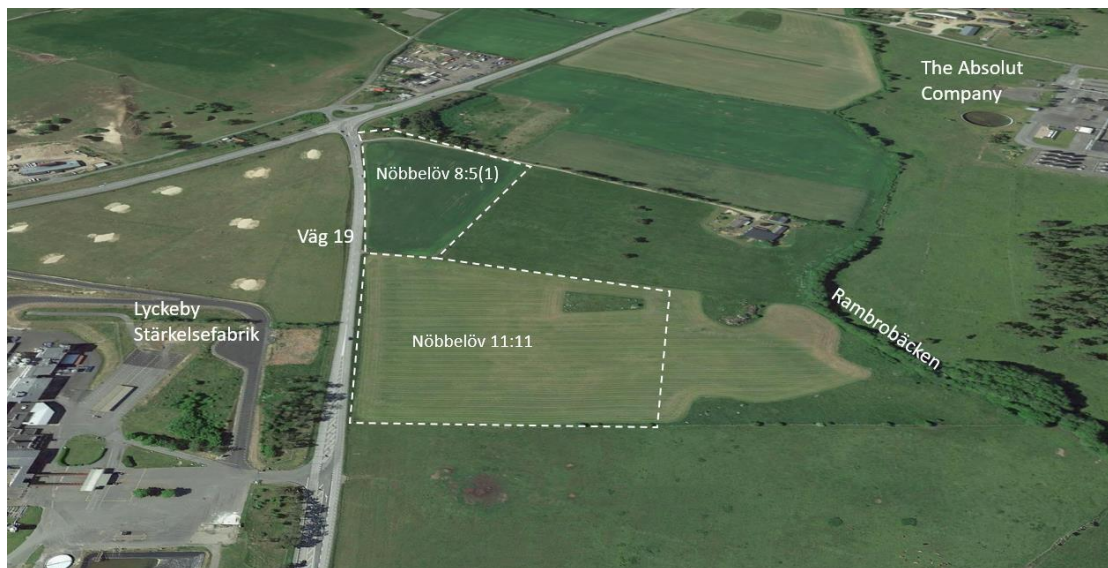 The Absolut
Company
Nöbbelöv 8:5(1)
Väg 19
Lyckeby
Stärkelsefabrik
Rambrobäcken
Nöbbelöv 11:11